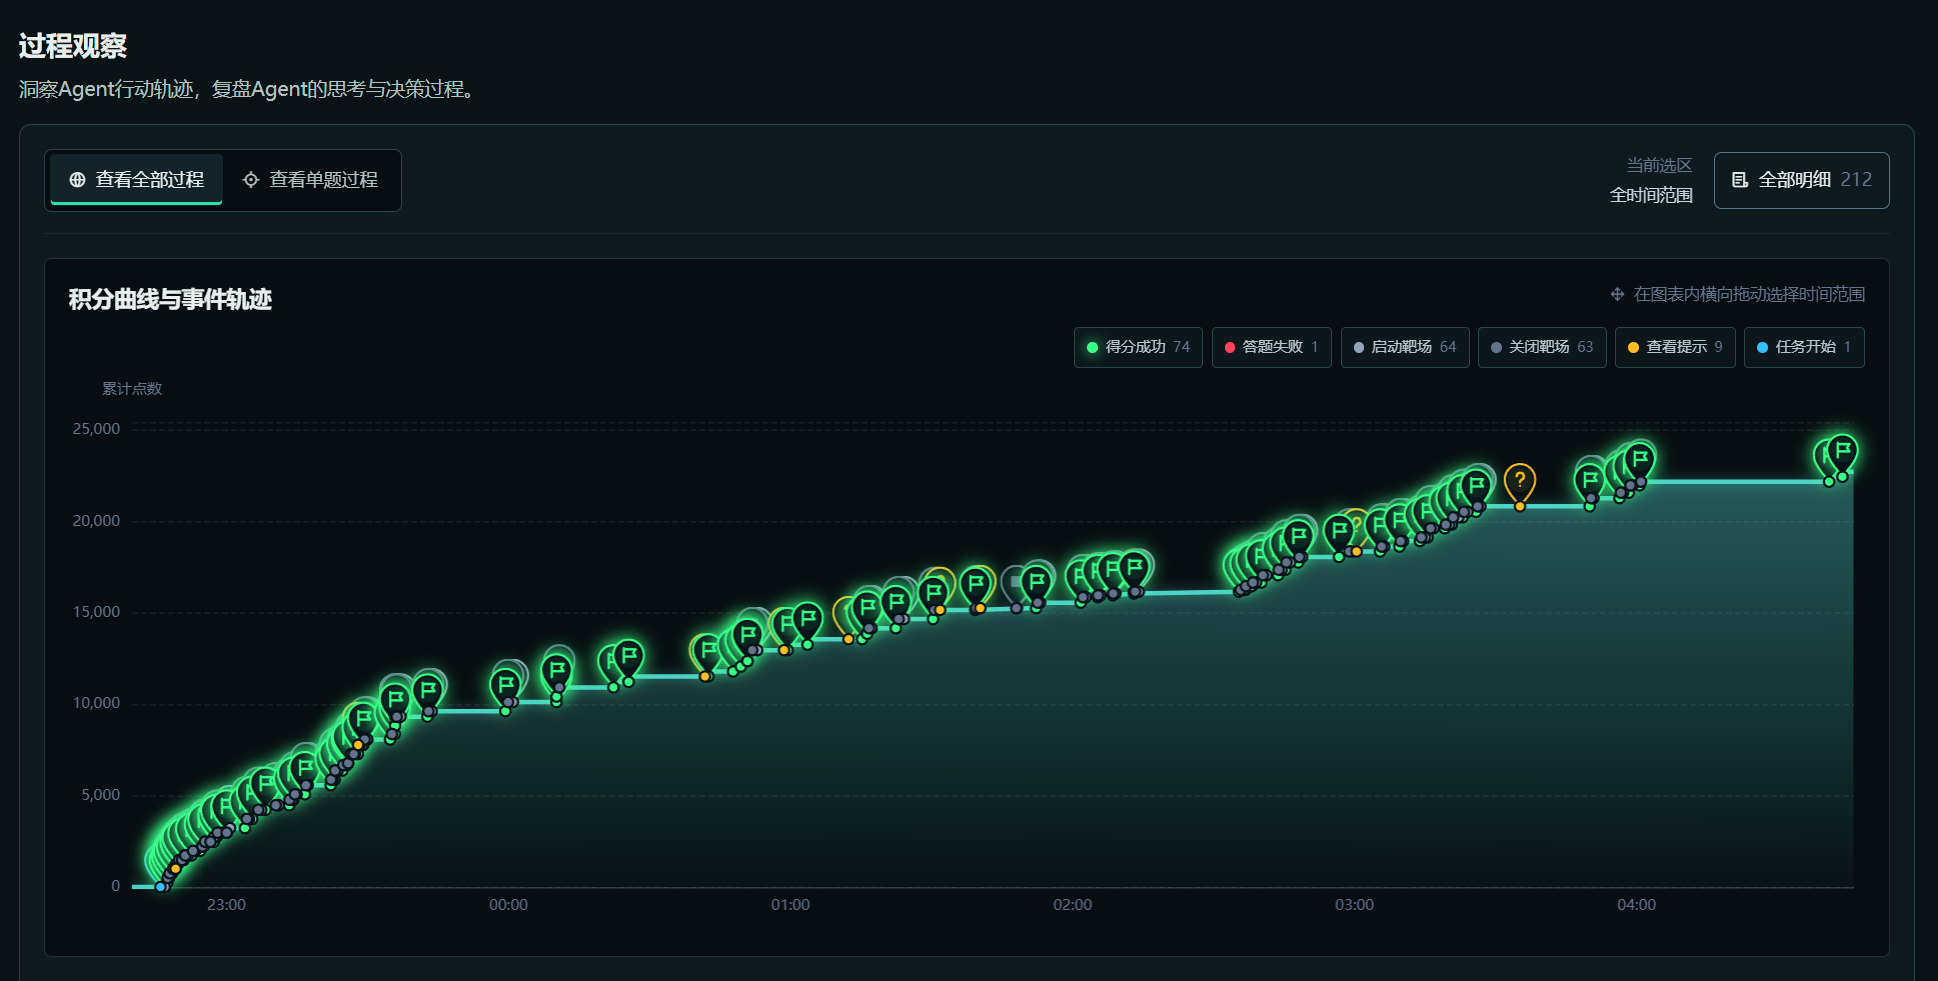 过程观察
洞察Agent行动轨迹，复盘Agent的思考与决策过程。
查看全部过程
查看单题过程
当前选区
全时间范围
全部明细 212
积分曲线与事件轨迹
在图表内横向拖动选择时间范围
得分成功 74
答题失败 1
启动靶场 64
关闭靶场 63
查看提示 9
任务开始 1
累计点数
25,000
20,000
15,000
10,000
5,000
0
23:00
00:00
01:00
02:00
03:00
04:00